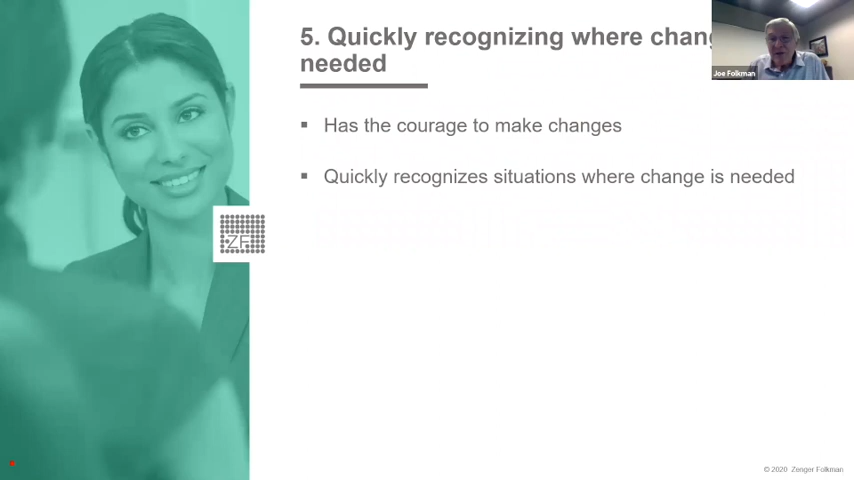 5. Quickly recognizing where
needed
Joe Folkman
Has the courage to make changes
Quickly recognizes situations where change is needed
ZF
© 2020 Zenger Folkman